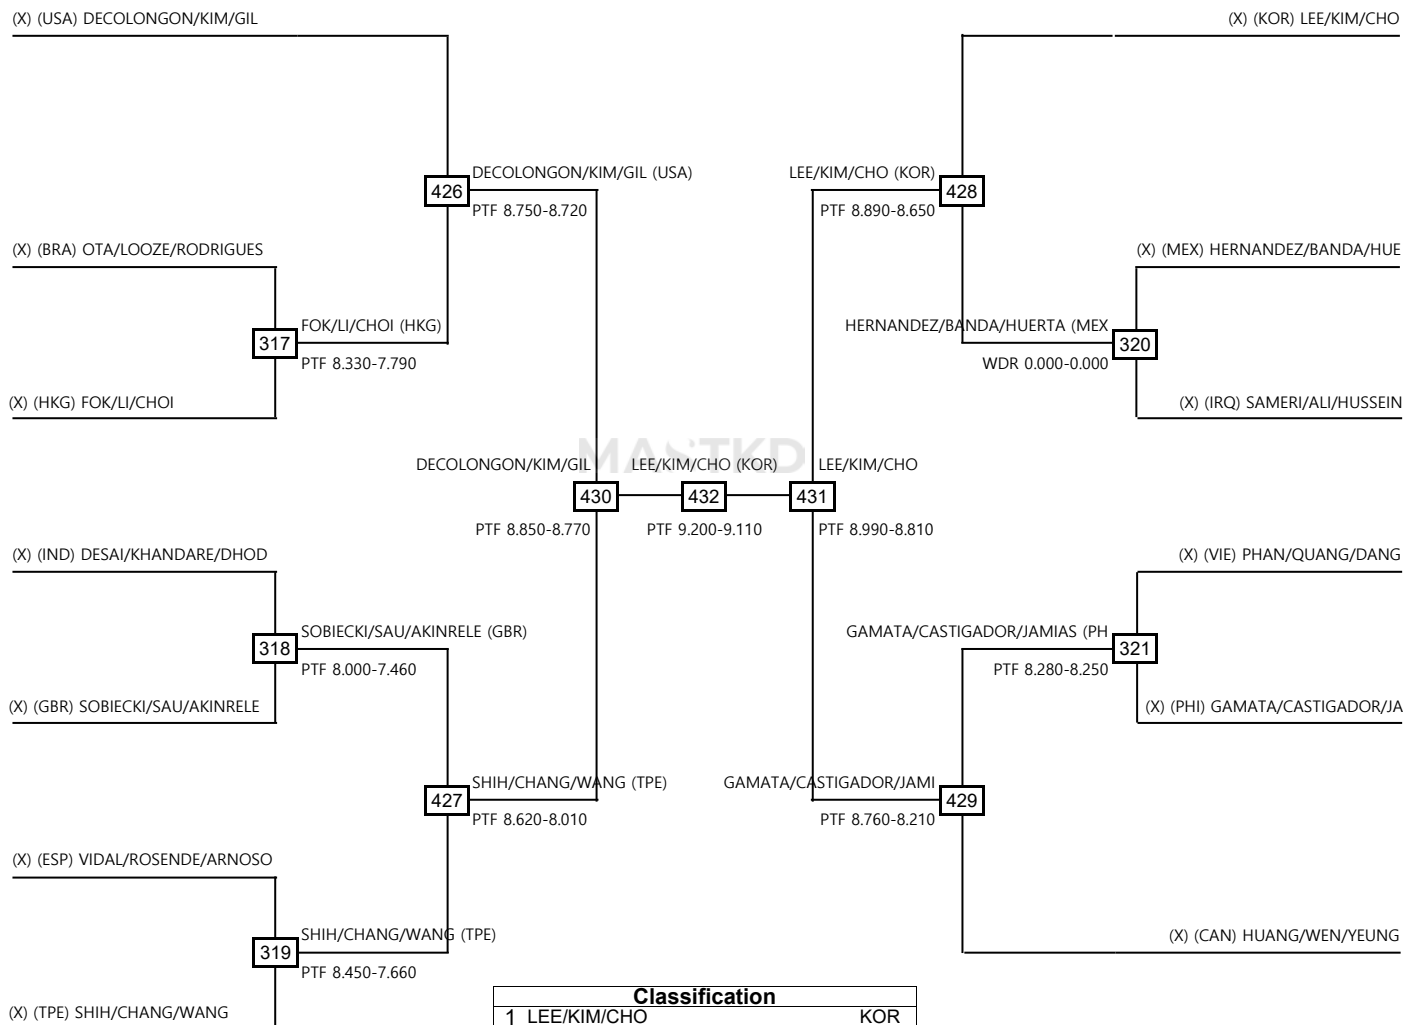 (X) (USA) DECOLONGON/KIM/GIL
(X) (KOR) LEE/KIM/CHO
426
DECOLONGON/KIM/GIL (USA)
PTF 8.750-8.720
LEE/KIM/CHO (KOR)
428
PTF 8.890-8.650
(X) (BRA) OTA/LOOZE/RODRIGUES
(X) (MEX) HERNANDEZ/BANDA/HUE
317
FOK/LI/CHOI (HKG)
PTF 8.330-7.790
HERNANDEZ/BANDA/HUERTA (MEX
320
WDR 0.000-0.000
(X) (HKG) FOK/LI/CHOI
(X) (IRQ) SAMERI/ALI/HUSSEIN
MASTKD
DECOLONGON/KIM/GIL
LEE/KIM/CHO (KOR)
LEE/KIM/CHO
430
432
431
PTF 8.850-8.770
PTF 9.200-9.110
PTF 8.990-8.810
(X) (IND) DESAI/KHANDARE/DHOD
(X) (VIE) PHAN/QUANG/DANG
318
SOBIECKI/SAU/AKINRELE (GBR)
PTF 8.000-7.460
GAMATA/CASTIGADOR/JAMIAS (PH
321
PTF 8.280-8.250
(X) (GBR) SOBIECKI/SAU/AKINRELE
(X) (PHI) GAMATA/CASTIGADOR/JA
427
SHIH/CHANG/WANG (TPE)
PTF 8.620-8.010
GAMATA/CASTIGADOR/JAMI
429
PTF 8.760-8.210
(X) (ESP) VIDAL/ROSENDE/ARNOSO
(X) (CAN) HUANG/WEN/YEUNG
319
SHIH/CHANG/WANG (TPE)
PTF 8.450-7.660
(X) (TPE) SHIH/CHANG/WANG
Classification
1 LEE/KIM/CHO KOR